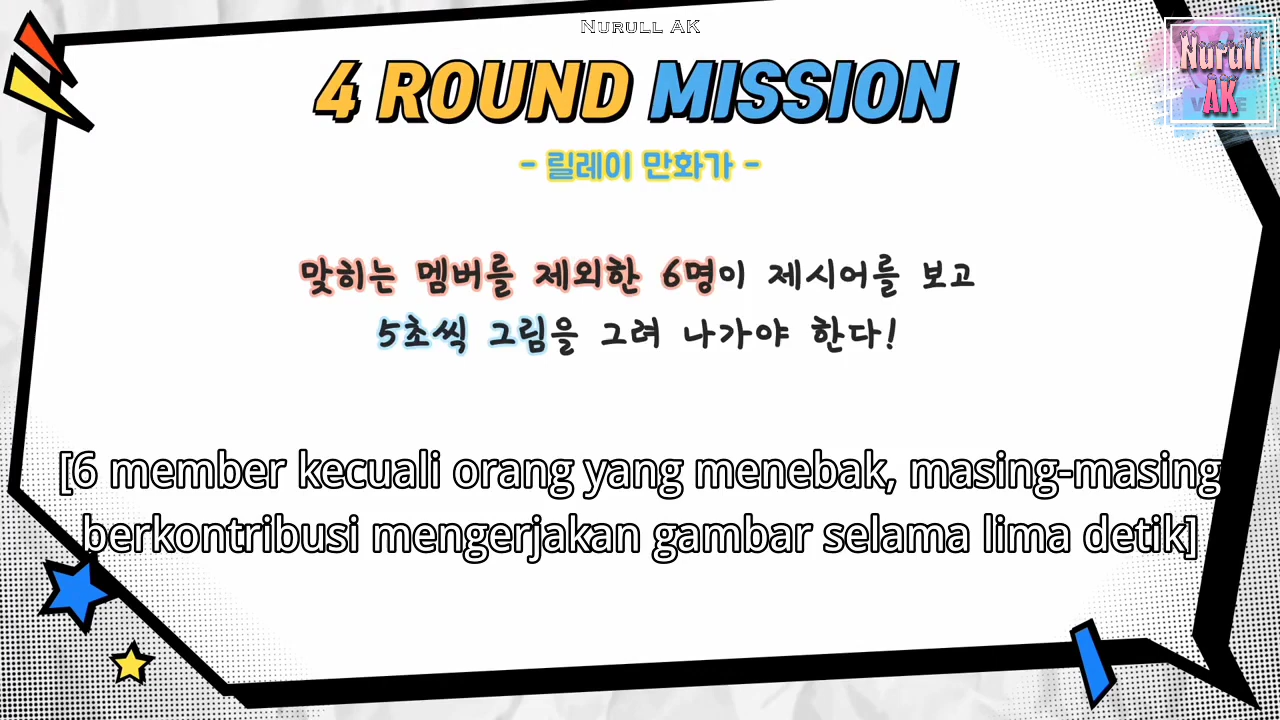 Nurull AK
Nurull
AK
4 ROUND MISSION
- 릴레이 만화가 -
맞히는 멤버를 제외한 6명이 제시어를 보고
5초씩 그림을 그려 나가야 한다!
[6 member kecuali orang yang menebak, masing-masing
berkontribusi mengerjakan gambar selama lima detik]